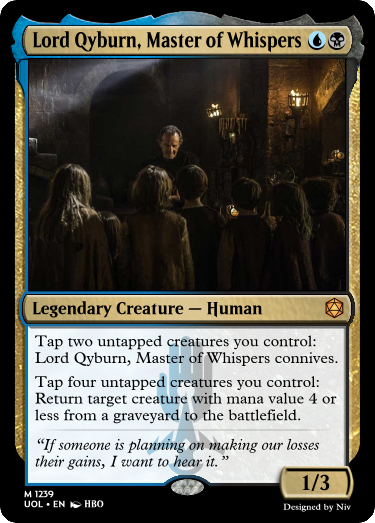 Lord Qyburn, Master of Whispers
Legendary Creature — Human
Tap two untapped creatures you control:
Lord Qyburn, Master of Whispers connives.
Tap four untapped creatures you control:
Return target creature with mana value 4 or
less from a graveyard to the battlefield.
“If someone is planning on making our losses
their gains, I want to hear it.”
1/3
M 1239
UOL • EN HBO
Designed by Niv